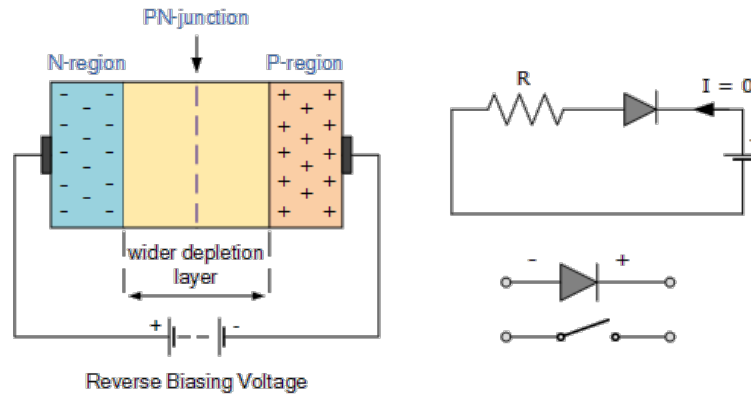 PN-junction
N-region
P-region
wider depletion
layer
+
-
Reverse Biasing Voltage
R
I = 0
- +